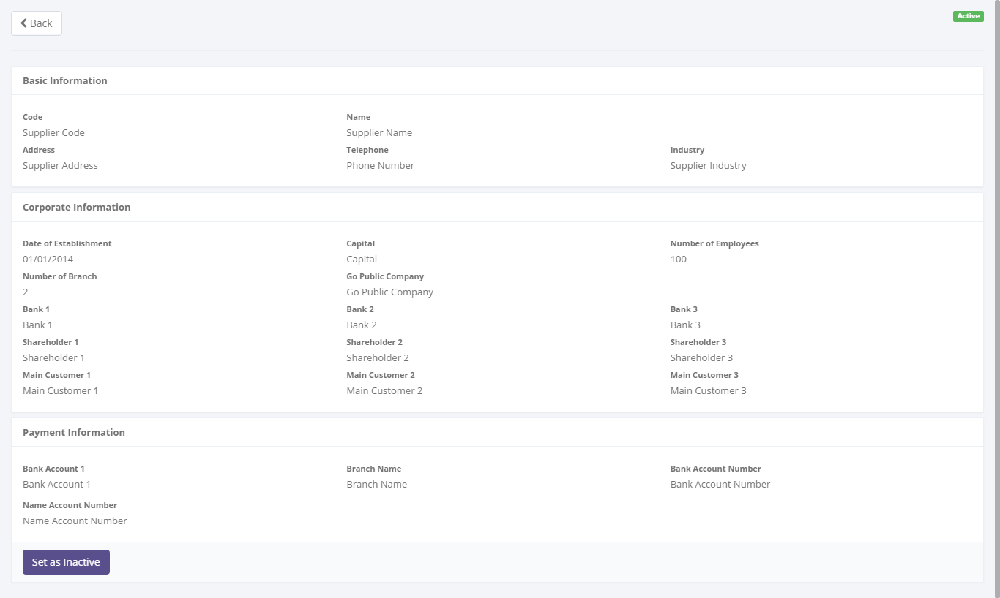 Back
Active
Basic Information
Code Name
Supplier Code Supplier Name
Address Telephone Industry
Supplier Address Phone Number Supplier Industry
Corporate Information
Date of Establishment Capital Number of Employees
01/01/2014 Capital 100
Number of Branch Go Public Company
2 Go Public Company
Bank 1 Bank 2 Bank 3
Bank 1 Bank 2 Bank 3
Shareholder 1 Shareholder 2 Shareholder 3
Shareholder 1 Shareholder 2 Shareholder 3
Main Customer 1 Main Customer 2 Main Customer 3
Main Customer 1 Main Customer 2 Main Customer 3
Payment Information
Bank Account 1 Branch Name Bank Account Number
Bank Account 1 Branch Name Bank Account Number
Name Account Number
Name Account Number
Set as Inactive